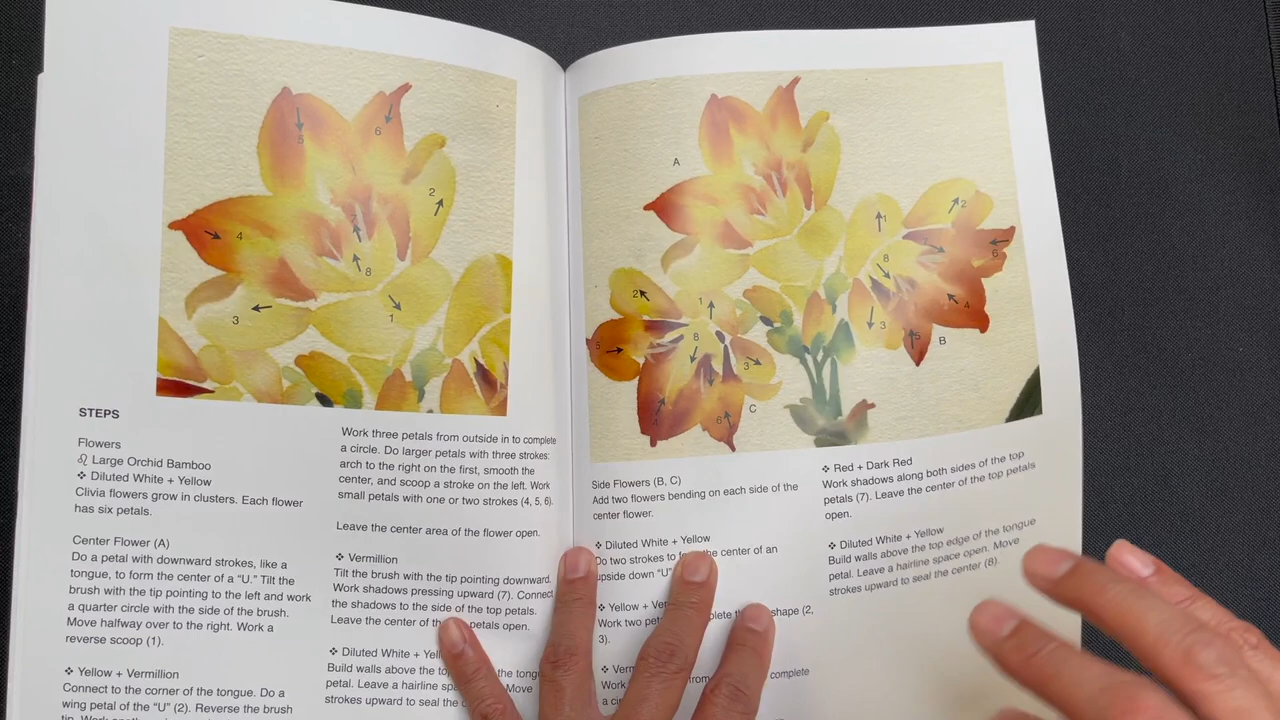 5
6
2
4
7
8
3
1
STEPS
Flowers
Large Orchid Bamboo
❖ Diluted White + Yellow
Clivia flowers grow in clusters. Each flower
has six petals.
Center Flower (A)
Do a petal with downward strokes, like a
tongue, to form the center of a “U.” Tilt the
brush with the tip pointing to the left and work
a quarter circle with the side of the brush.
Move halfway over to the right. Work a
reverse scoop (1).
❖ Yellow + Vermillion
Connect to the corner of the tongue. Do a
wing petal of the “U” (2). Reverse the brush
Work three petals from outside in to complete
a circle. Do larger petals with three strokes:
arch to the right on the first, smooth the
center, and scoop a stroke on the left. Work
small petals with one or two strokes (4, 5, 6).
Leave the center area of the flower open.
❖ Vermillion
Tilt the brush with the tip pointing downward.
Work shadows pressing upward (7). Connect
the shadows to the side of the top petals.
Leave the center of the petals open.
❖ Diluted White +
Build walls above the
petal. Leave a hairline Move
strokes upward to seal the
A
1
2
6
8
4
3
5
B
2
1
5
8
3
7
4
6
C
Side Flowers (B, C)
Add two flowers bending on each side of the
center flower.
❖ Diluted White + Yellow
Do two strokes to the center of an
upside down “U”
❖ Yellow +
Work two shape (2,
3).
❖
Work from complete
a
❖ Red + Dark Red
Work shadows along both sides of the top
petals (7). Leave the center of the top petals
open.
❖ Diluted White + Yellow
Build walls above the top edge of the tongue
petal. Leave a hairline space open. Move
strokes upward to seal the center (8).